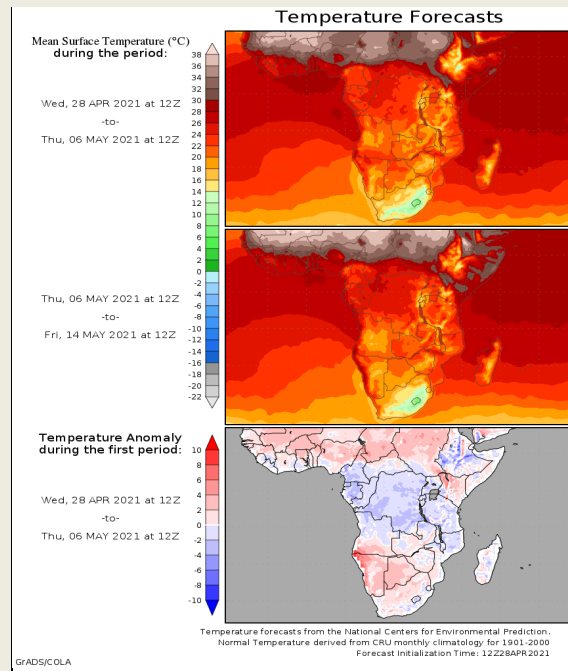 Temperature Forecasts
Mean Surface Temperature (°C)
during the period:
Wed, 28 APR 2021 at 12Z
-to-
Thu, 06 MAY 2021 at 12Z
38
36
34
32
30
28
26
24
22
20
18
16
14
12
10
8
6
4
2
0
-2
-4
-6
-8
-10
-12
-14
-16
-18
-20
-22
Thu, 06 MAY 2021 at 12Z
-to-
Fri, 14 MAY 2021 at 12Z
Temperature Anomaly
during the first period:
Wed, 28 APR 2021 at 12Z
-to-
Thu, 06 MAY 2021 at 12Z
10
8
6
4
2
0
-2
-4
-6
-8
-10
Temperature forecasts from the National Centers for Environmental Prediction.
Normal Temperature derived from CRU monthly climatology for 1901-2000
Forecast Initialization Time: 12Z28APR2021
GrADS/COLA